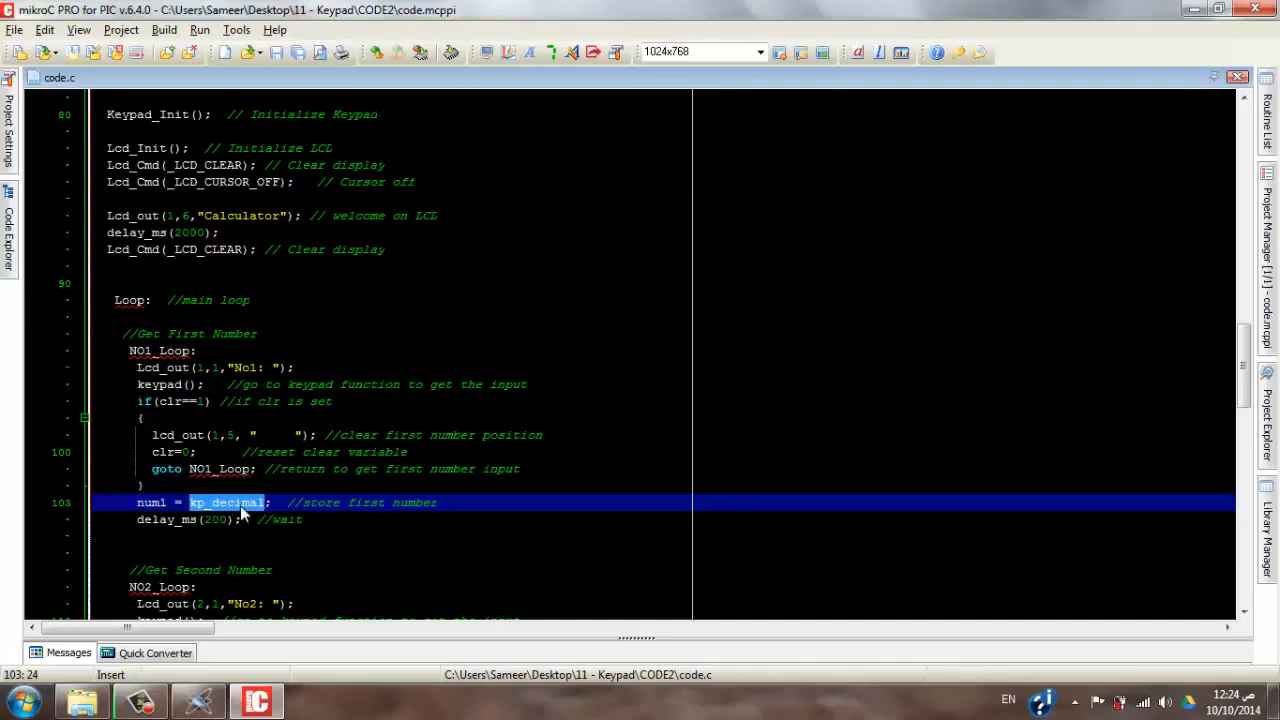 mikroC PRO for PIC v.6.4.0 - C:\Users\Sameer\Desktop\11 - Keypad\CODE2\code.mcppi
File Edit View Project Build Run Tools Help
1024x768
code.c
Project Settings
Code Explorer
80 Keypad_Init(); // Initialize Keypad
Lcd_Init(); // Initialize LCD
Lcd_Cmd(_LCD_CLEAR); // Clear display
Lcd_Cmd(_LCD_CURSOR_OFF); // Cursor off
Lcd_out(1,6,"Calculator"); // welcome on LCD
delay_ms(2000);
Lcd_Cmd(_LCD_CLEAR); // Clear display
90
Loop: //main loop
//Get First Number
NO1_Loop:
Lcd_out(1,1,"No1: ");
keypad(); //go to keypad function to get the input
if(clr==1) //if clr is set
{
lcd_out(1,5, "     "); //clear first number position
100 clr=0; //reset clear variable
goto NO1_Loop; //return to get first number input
}
103 num1 = kp_decimal; //store first number
delay_ms(200); //wait
//Get Second Number
NO2_Loop:
Lcd_out(2,1,"No2: ");
Routine List
Project Manager [1/1] - code.mcppi
Project Explorer
Library Manager
Messages Quick Converter
103: 24 Insert C:\Users\Sameer\Desktop\11 - Keypad\CODE2\code.c
EN
12:24 ص
10/10/2014